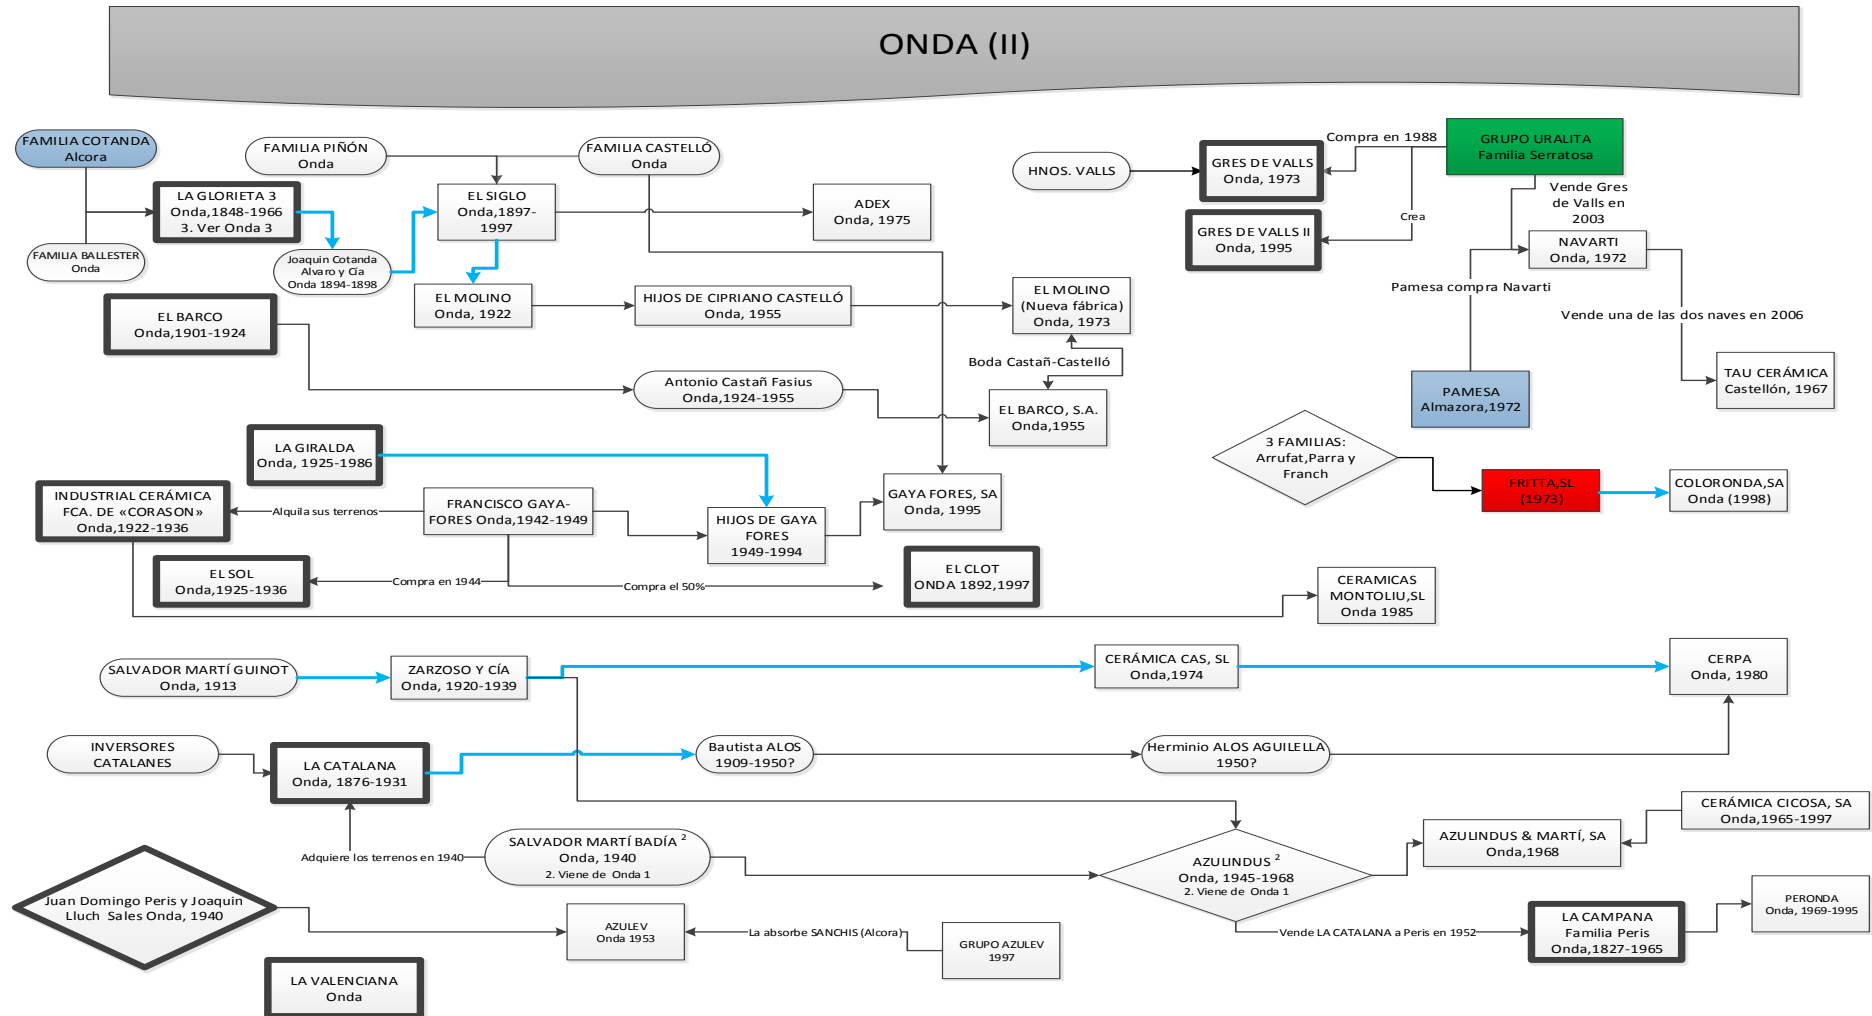 ONDA (II)
FAMILIA COTANDA
Alcora
FAMILIA PIÑÓN
Onda
FAMILIA CASTELLÓ
Onda
HNOS. VALLS
GRES DE VALLS
Onda, 1973
Compra en 1988
GRUPO URALITA
Familia Serratosa
LA GLORIETA 3
Onda,1848-1966
3. Ver Onda 3
EL SIGLO
Onda,1897-
1997
ADEX
Onda, 1975
Crea
Vende Gres
de Valls en
2003
GRES DE VALLS II
Onda, 1995
NAVARTI
Onda, 1972
FAMILIA BALLESTER
Onda
Joaquin Cotanda
Alvaro y Cía
Onda 1894-1898
EL MOLINO
Onda, 1922
HIJOS DE CIPRIANO CASTELLÓ
Onda, 1955
EL MOLINO
(Nueva fábrica)
Onda, 1973
Pamesa compra Navarti
Vende una de las dos naves en 2006
EL BARCO
Onda,1901-1924
Boda Castañ-Castelló
Antonio Castañ Fasius
Onda,1924-1955
EL BARCO, S.A.
Onda,1955
PAMESA
Almazora,1972
TAU CERÁMICA
Castellón, 1967
LA GIRALDA
Onda, 1925-1986
3 FAMILIAS:
Arrufat,Parra y
Franch
FRITTA,SL
(1973)
COLORONDA,SA
Onda (1998)
INDUSTRIAL CERÁMICA
FCA. DE «CORASON»
Onda,1922-1936
Alquila sus terrenos
FRANCISCO GAYA-
FORES Onda,1942-1949
HIJOS DE GAYA
FORES
1949-1994
GAYA FORES, SA
Onda, 1995
EL SOL
Onda,1925-1936
Compra en 1944
Compra el 50%
EL CLOT
ONDA 1892,1997
CERAMICAS
MONTOLIU,SL
Onda 1985
SALVADOR MARTÍ GUINOT
Onda, 1913
ZARZOSO Y CÍA
Onda, 1920-1939
CERÁMICA CAS, SL
Onda,1974
CERPA
Onda, 1980
INVERSORES
CATALANES
LA CATALANA
Onda, 1876-1931
Bautista ALOS
1909-1950?
Herminio ALOS AGUILELLA
1950?
Adquiere los terrenos en 1940
SALVADOR MARTÍ BADÍA 2
Onda, 1940
2. Viene de Onda 1
AZULINDUS 2
Onda, 1945-1968
2. Viene de Onda 1
AZULINDUS & MARTÍ, SA
Onda,1968
CERÁMICA CICOSA, SA
Onda,1965-1997
Juan Domingo Peris y Joaquin
Lluch Sales Onda, 1940
AZULEV
Onda 1953
La absorbe SANCHIS (Alcora)
GRUPO AZULEV
1997
Vende LA CATALANA a Peris en 1952
LA CAMPANA
Familia Peris
Onda,1827-1965
PERONDA
Onda, 1969-1995
LA VALENCIANA
Onda